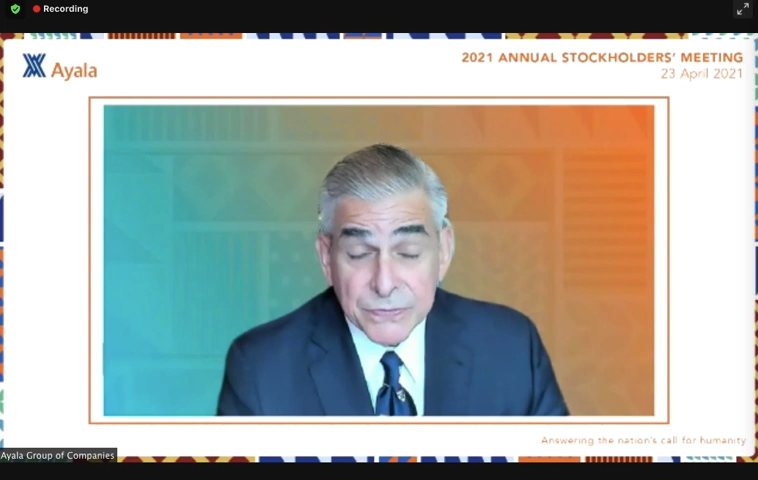 Recording
Ayala
2021 ANNUAL STOCKHOLDERS' MEETING
23 April 2021
Answering the nation's call for humanity
Ayala Group of Companies